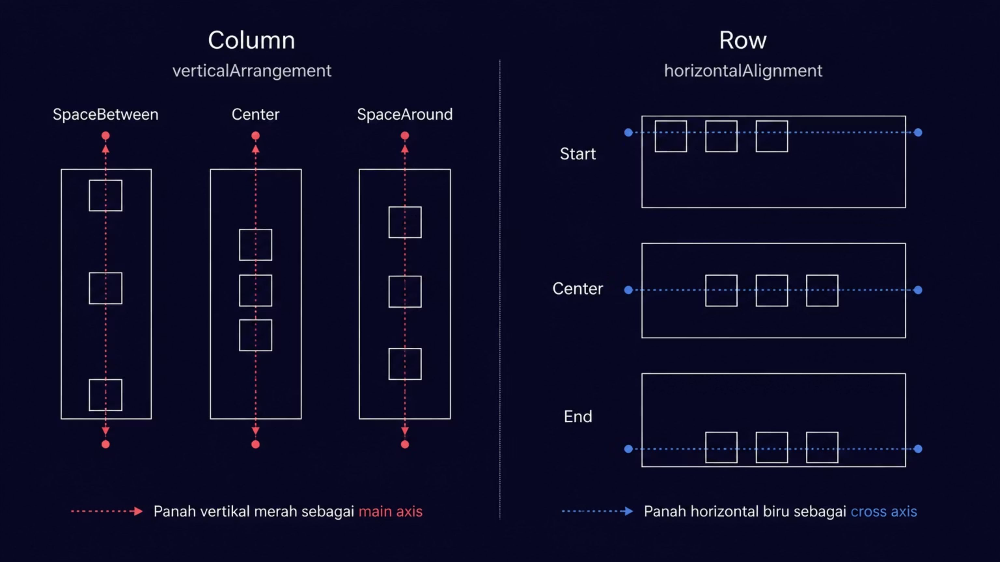 Column
verticalArrangement
SpaceBetween
Center
SpaceAround
Panah vertikal merah sebagai main axis
Row
horizontalAlignment
Start
Center
End
Panah horizontal biru sebagai cross axis